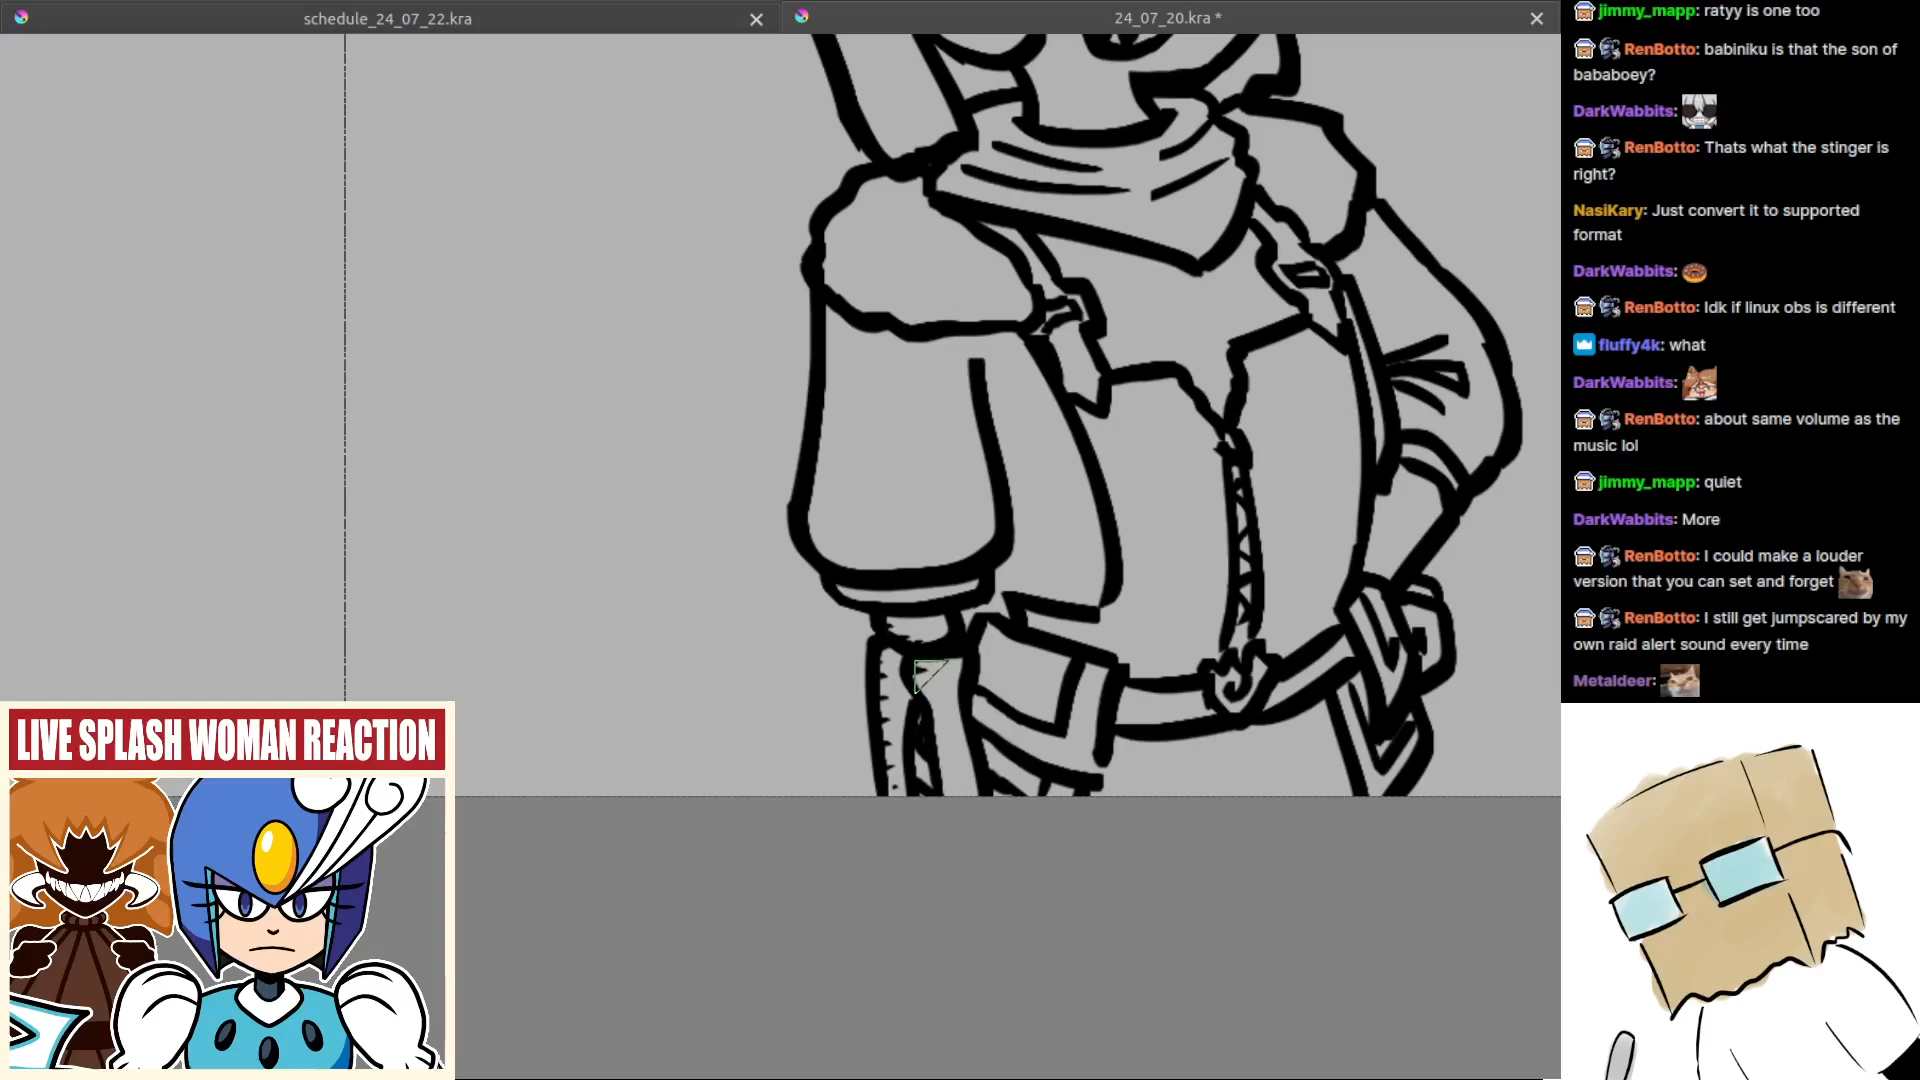 schedule_24_07_22.kra
24_07_20.kra *
jimmy_mapp: ratyy is one too
RenBotto: babiniku is that the son of
bababoey?
DarkWabbits:
RenBotto: Thats what the stinger is
right?
NasiKary: Just convert it to supported
format
DarkWabbits:
RenBotto: Idk if linux obs is different
fluffy4k: what
DarkWabbits:
RenBotto: about same volume as the
music lol
jimmy_mapp: quiet
DarkWabbits: More
RenBotto: I could make a louder
version that you can set and forget
RenBotto: I still get jumpscared by my
own raid alert sound every time
Metaldeer:
LIVE SPLASH WOMAN REACTION